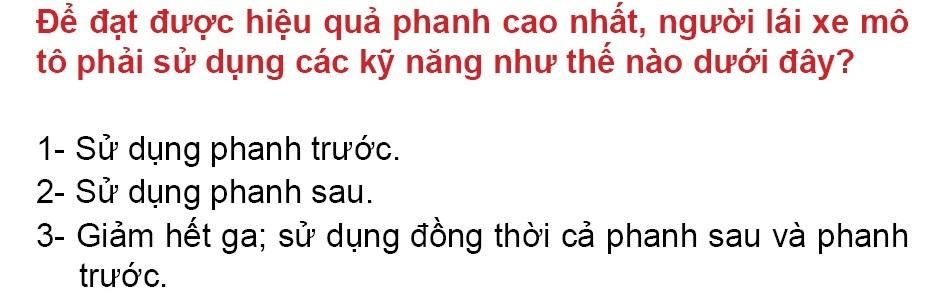 Để đạt được hiệu quả phanh cao nhất, người lái xe mô
tô phải sử dụng các kỹ năng như thế nào dưới đây?
1- Sử dụng phanh trước.
2- Sử dụng phanh sau.
3- Giảm hết ga; sử dụng đồng thời cả phanh sau và phanh
trước.